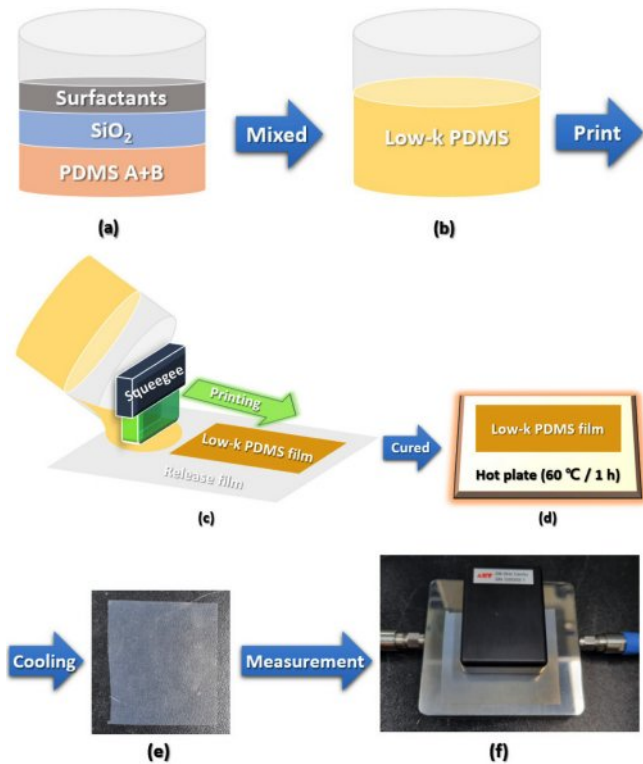 Surfactants
SiO₂
PDMS A+B
Mixed
Low-k PDMS
Print
(a)
(b)
Squeegee
Printing
Low-k PDMS film
Release film
Cured
Low-k PDMS film
Hot plate (60 ℃ / 1 h)
(c)
(d)
Cooling
Measurement
(e)
(f)